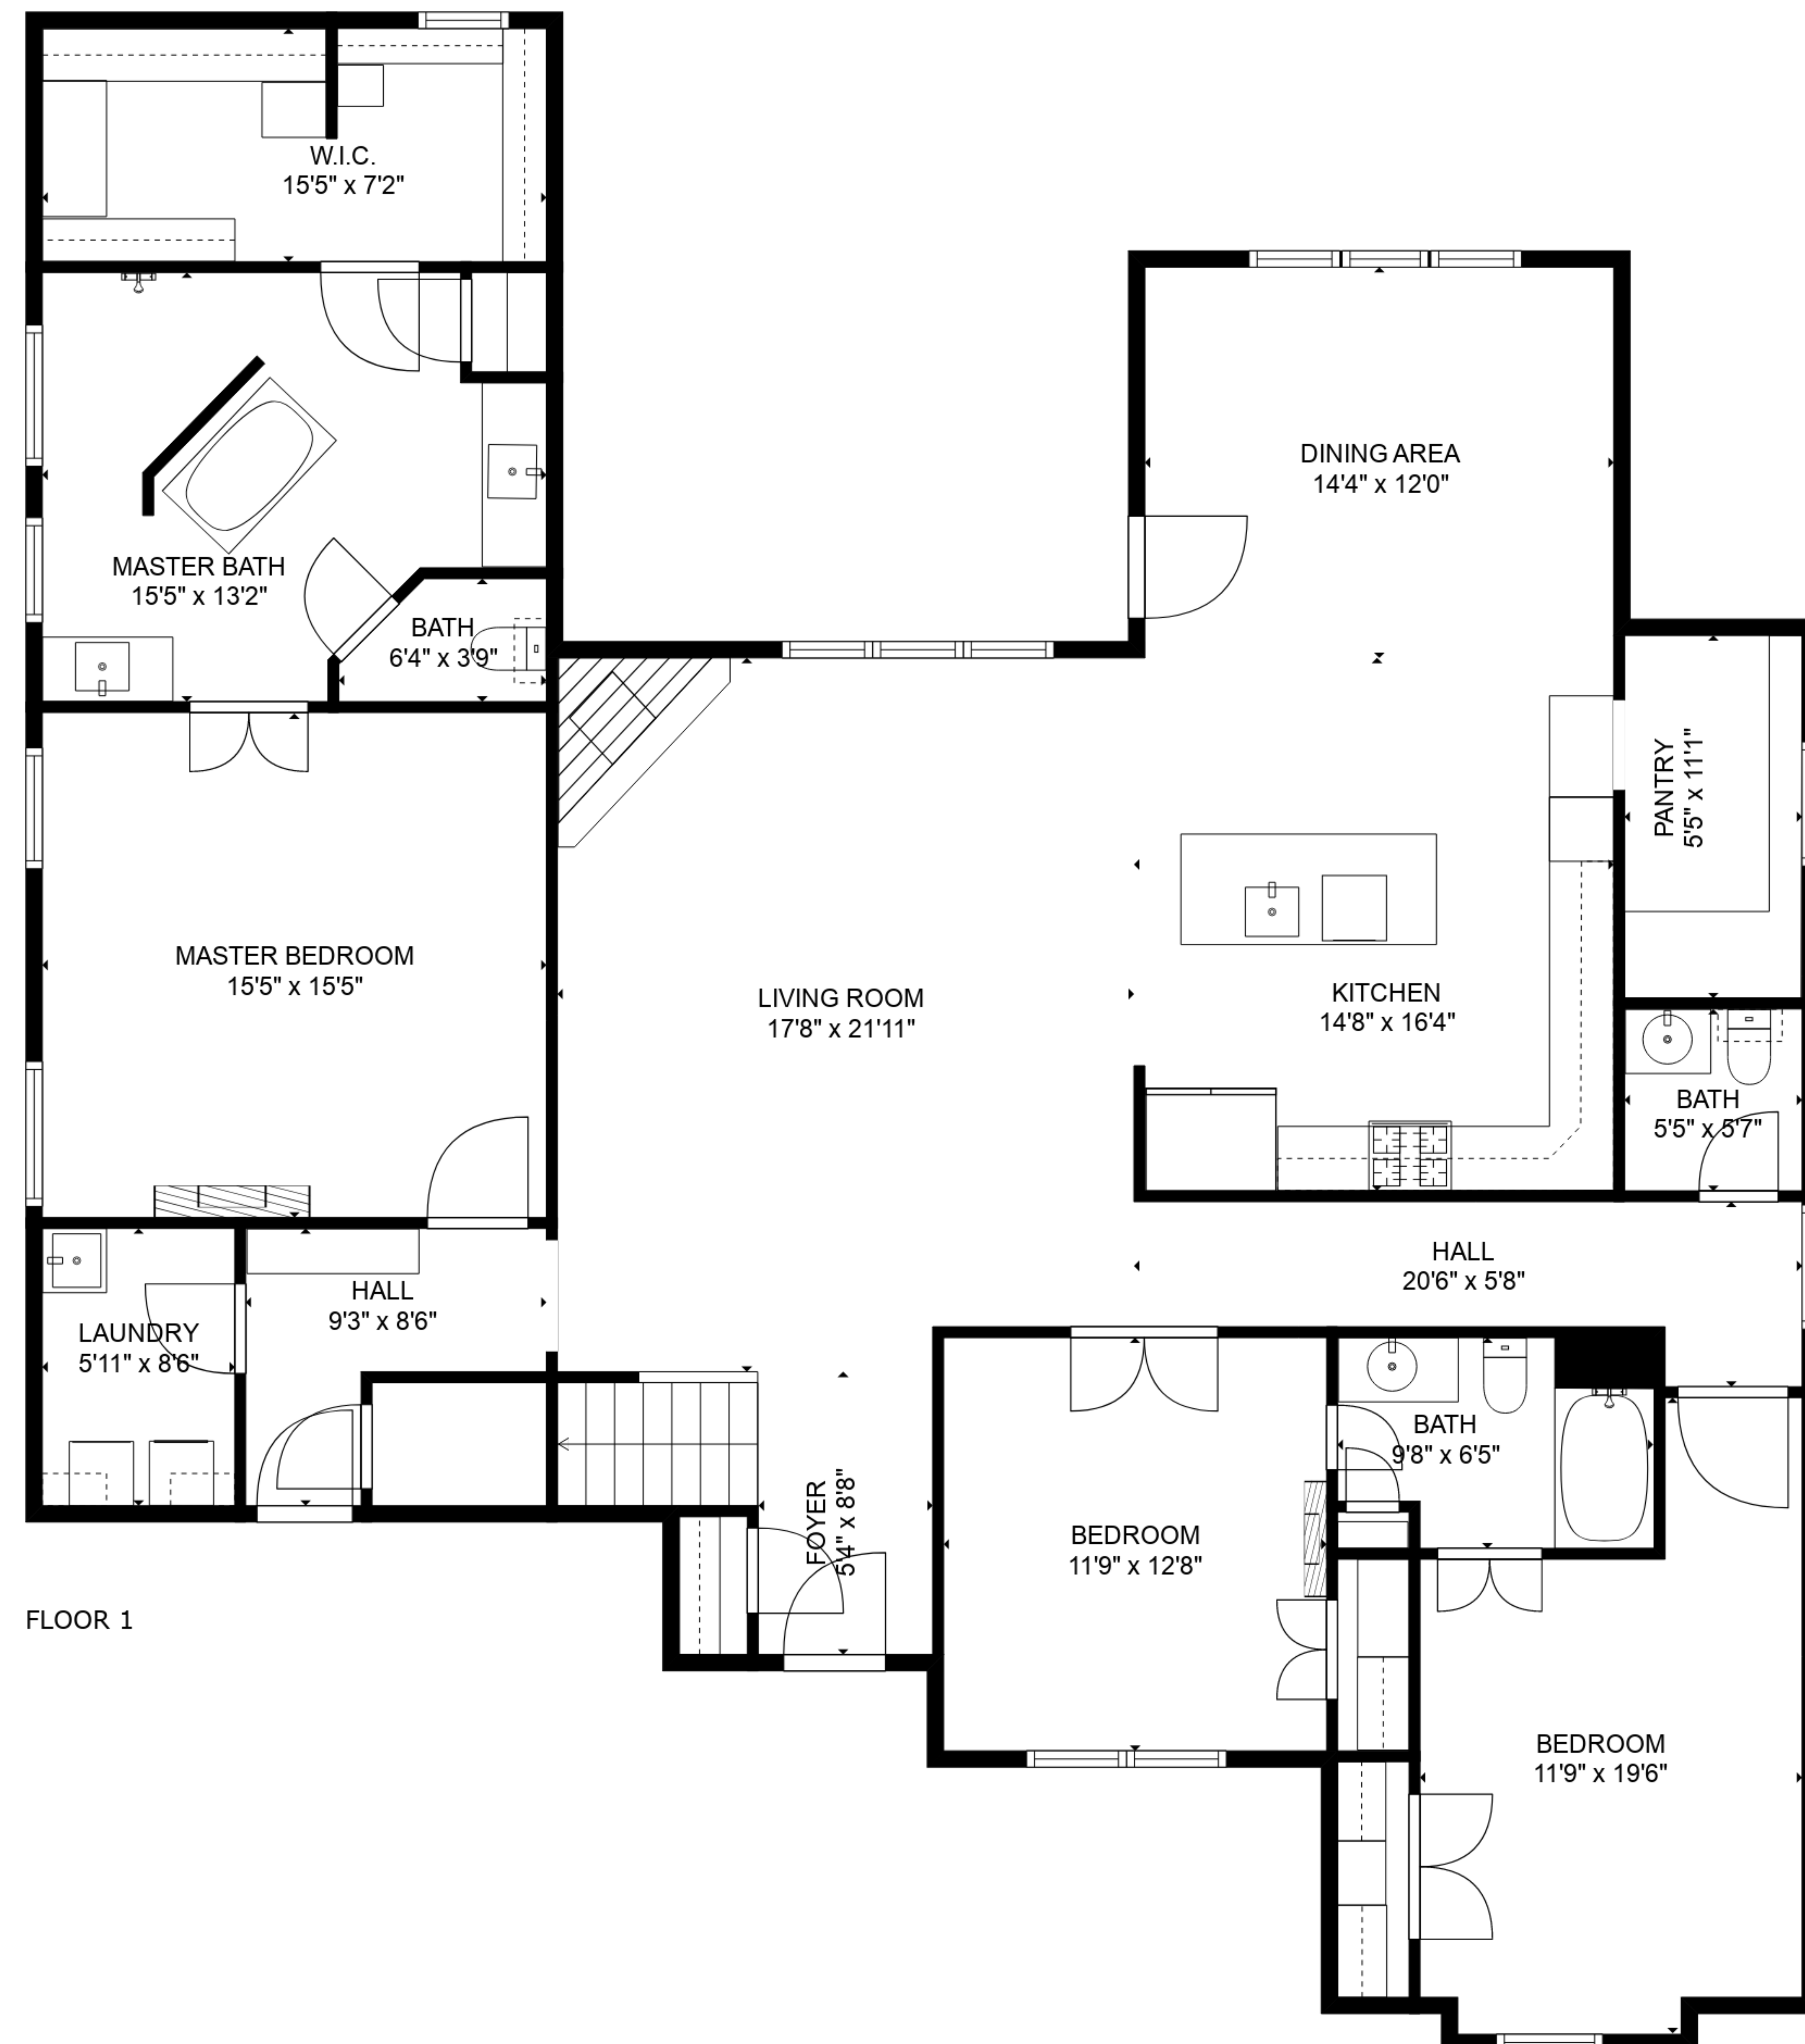 W.I.C.
15'5" x 7'2"
DINING AREA
14'4" x 12'0"
MASTER BATH
15'5" x 13'2"
BATH
6'4" x 3'9"
PANTRY
5'5" x 11'1"
MASTER BEDROOM
15'5" x 15'5"
LIVING ROOM
17'8" x 21'11"
KITCHEN
14'8" x 16'4"
BATH
5'5" x 5'7"
HALL
20'6" x 5'8"
HALL
9'3" x 8'6"
LAUNDRY
5'11" x 8'6"
BATH
9'8" x 6'5"
FOYER
5'4" x 8'8"
BEDROOM
11'9" x 12'8"
FLOOR 1
BEDROOM
11'9" x 19'6"